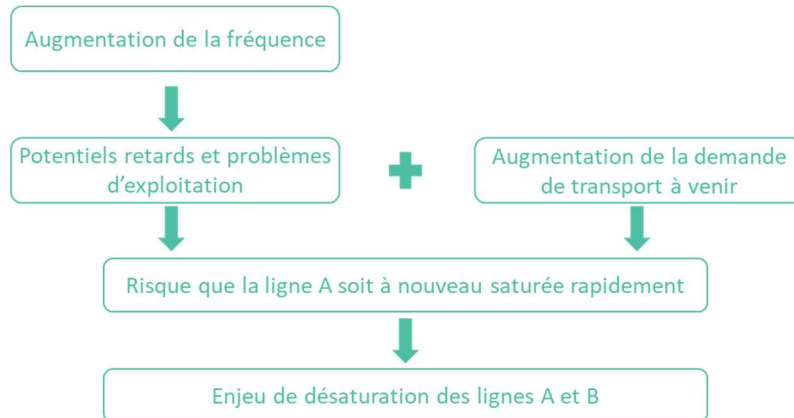 Augmentation de la fréquence
Potentiels retards et problèmes
d'exploitation
Augmentation de la demande
de transport à venir
Risque que la ligne A soit à nouveau saturée rapidement
Enjeu de désaturation des lignes A et B